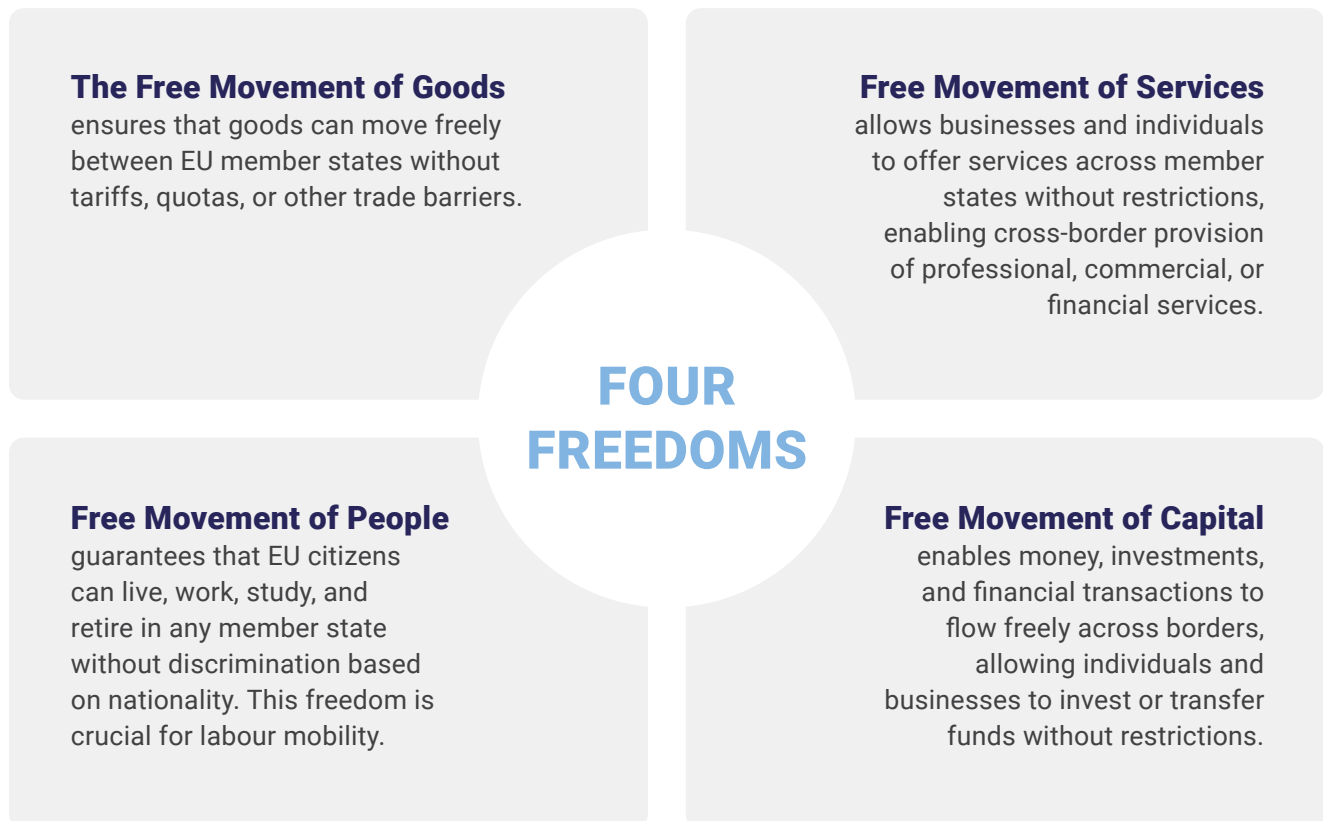 The Free Movement of Goods
ensures that goods can move freely
between EU member states without
tariffs, quotas, or other trade barriers.
Free Movement of Services
allows businesses and individuals
to offer services across member
states without restrictions,
enabling cross-border provision
of professional, commercial, or
financial services.
FOUR
FREEDOMS
Free Movement of People
guarantees that EU citizens
can live, work, study, and
retire in any member state
without discrimination based
on nationality. This freedom is
crucial for labour mobility.
Free Movement of Capital
enables money, investments,
and financial transactions to
flow freely across borders,
allowing individuals and
businesses to invest or transfer
funds without restrictions.